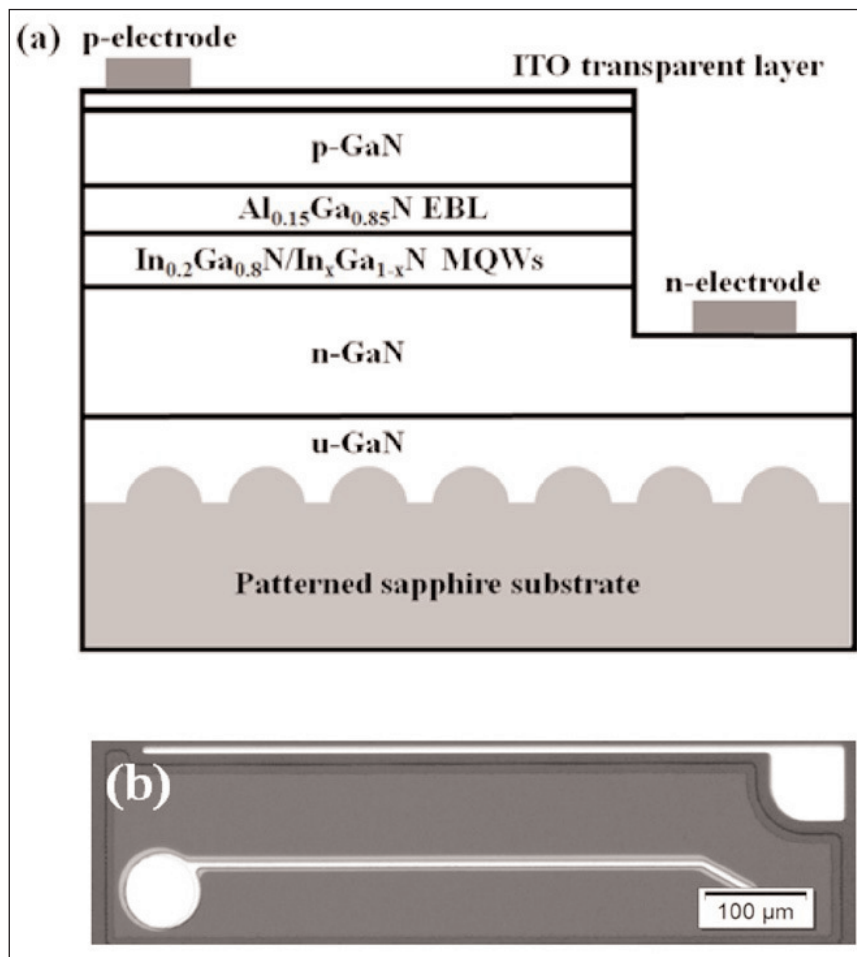 (a) p-electrode
ITO transparent layer
p-GaN
Al₀.₁₅Ga₀.₈₅N EBL
In₀.₂Ga₀.₈N/InₓGa₁₋ₓN MQWs
n-electrode
n-GaN
u-GaN
Patterned sapphire substrate
(b)
100 µm